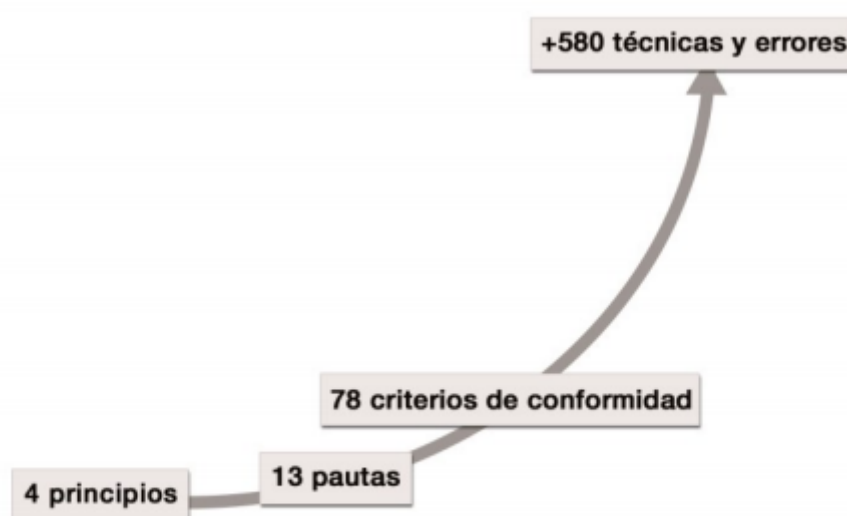 +580 técnicas y errores
78 criterios de conformidad
13 pautas
4 principios